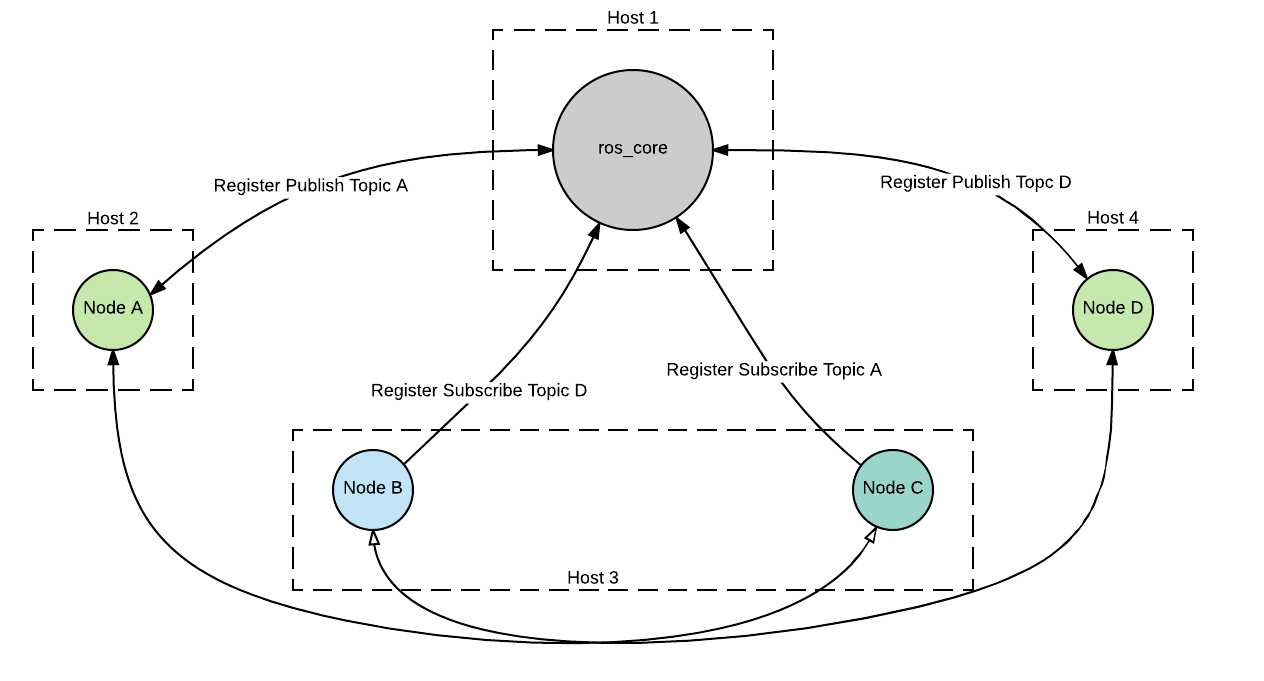 Host 1
ros_core
Register Publish Topic A
Register Publish Topc D
Host 2
Host 4
Node A
Node D
Register Subscribe Topic A
Register Subscribe Topic D
Node B
Node C
Host 3